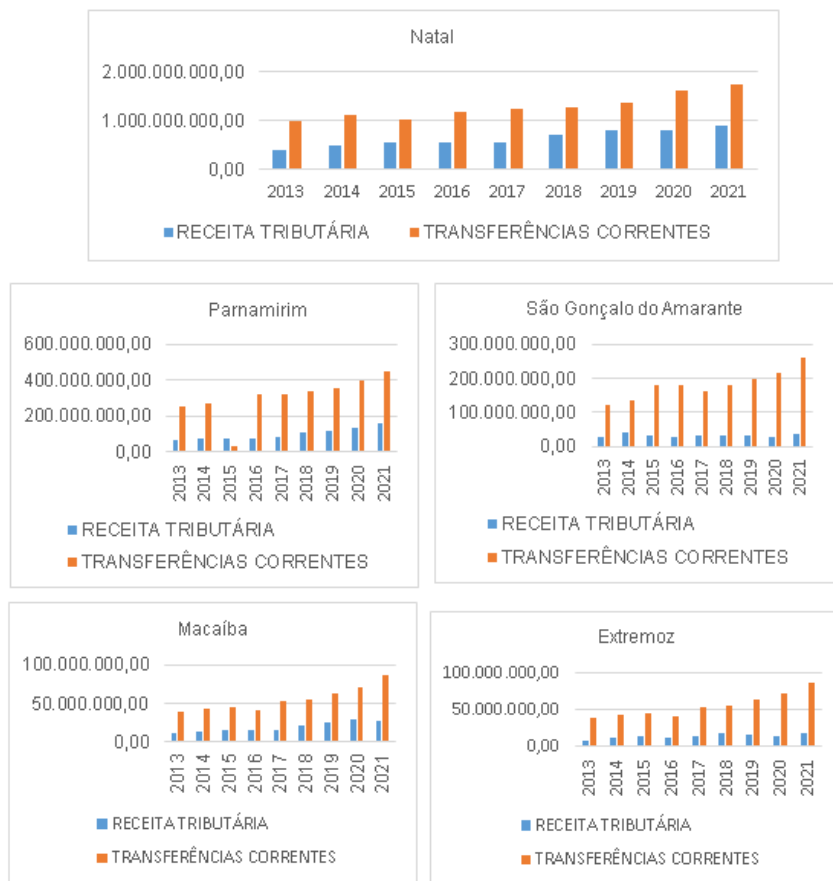 Natal
2.000.000.000,00
1.000.000.000,00
0,00
2013 2014 2015 2016 2017 2018 2019 2020 2021
RECEITA TRIBUTÁRIA TRANSFERÊNCIAS CORRENTES
Parnamirim
600.000.000,00
400.000.000,00
200.000.000,00
0,00
2013 2014 2015 2016 2017 2018 2019 2020 2021
RECEITA TRIBUTÁRIA
TRANSFERÊNCIAS CORRENTES
São Gonçalo do Amarante
300.000.000,00
200.000.000,00
100.000.000,00
0,00
2013 2014 2015 2016 2017 2018 2019 2020 2021
RECEITA TRIBUTÁRIA
TRANSFERÊNCIAS CORRENTES
Macaíba
100.000.000,00
50.000.000,00
0,00
2013 2014 2015 2016 2017 2018 2019 2020 2021
RECEITA TRIBUTÁRIA
TRANSFERÊNCIAS CORRENTES
Extremoz
100.000.000,00
50.000.000,00
0,00
2013 2014 2015 2016 2017 2018 2019 2020 2021
RECEITA TRIBUTÁRIA
TRANSFERÊNCIAS CORRENTES